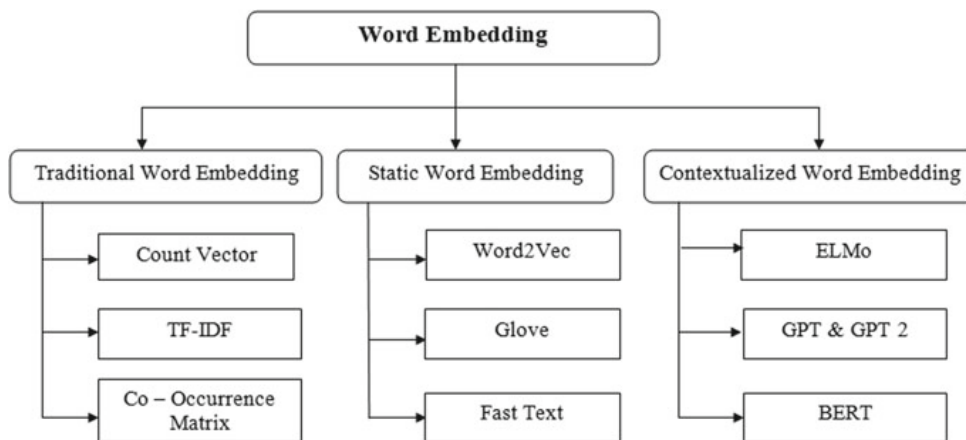 Word Embedding
Traditional Word Embedding
Static Word Embedding
Contextualized Word Embedding
Count Vector
Word2Vec
ELMo
TF-IDF
Glove
GPT & GPT 2
Co – Occurrence
Matrix
Fast Text
BERT